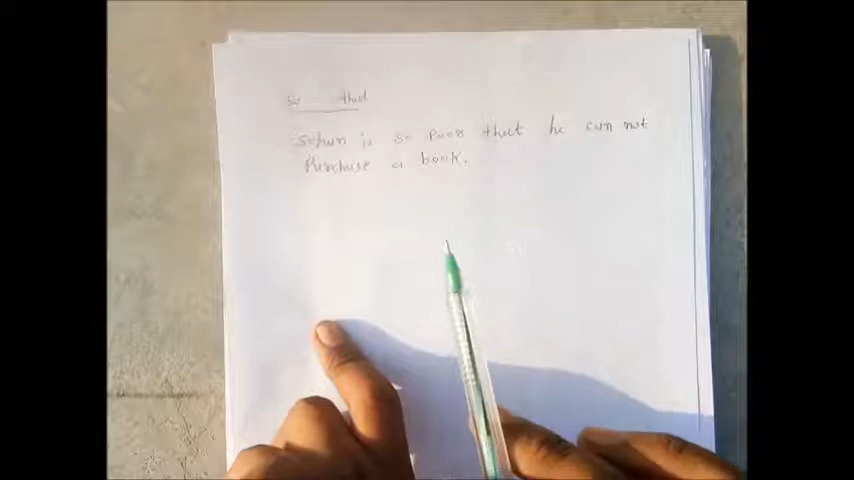 so that
Sohan is so poor that he can not
Purchase a book.